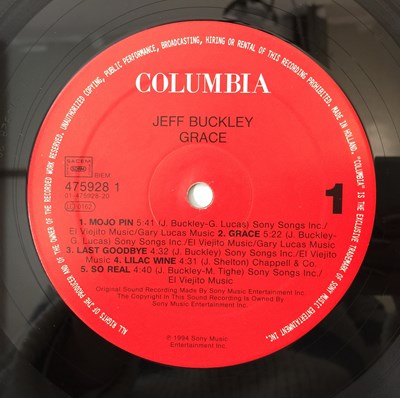 UNAUTHORIZED COPYING, PUBLIC PERFORMANCE, BROADCASTING, HIRING OR RENTAL OF THIS RECORDING PROHIBITED. MADE IN HOLLAND. "COLUMBIA" IS THE EXCLUSIVE TRADEMARK OF SONY MUSIC ENTERTAINMENT INC.
ALL RIGHTS OF THE PRODUCER AND OF THE OWNER OF THE RECORDED WORK RESERVED.
COLUMBIA
JEFF BUCKLEY
GRACE
SACEM
BIEM
475928 1
01-475928-20
1
1. MOJO PIN 5:41 (J. Buckley-G. Lucas) Sony Songs Inc./
El Viejito Music/Gary Lucas Music 2. GRACE 5:22 (J. Buckley-
G. Lucas) Sony Songs Inc./El Viejito Music/Gary Lucas Music
3. LAST GOODBYE 4:32 (J. Buckley) Sony Songs Inc./El Viejito
Music 4. LILAC WINE 4:31 (J. Shelton) Chappell & Co.
5. SO REAL 4:40 (J. Buckley-M. Tighe) Sony Songs Inc./
El Viejito Music
Original Sound Recording Made By Sony Music Entertainment Inc.
The Copyright In This Sound Recording Is Owned By
Sony Music Entertainment Inc.
℗ 1994 Sony Music
Entertainment Inc.